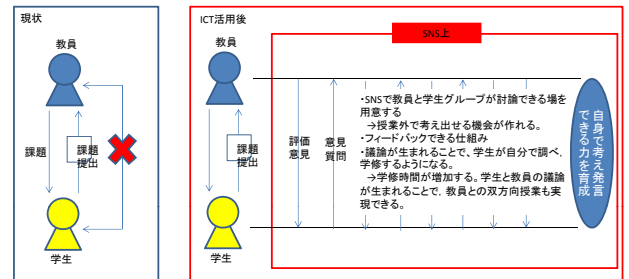 現状
教員
課題
課題
提出
学生
ICT活用後
SNS上
教員
課題
課題
提出
学生
評価
意見
意見
質問
・SNSで教員と学生グループが討論できる場を
用意する
→授業外で考え出せる機会が作れる。
・フィードバックできる仕組み
・議論が生まれることで、学生が自分で調べ、
学修するようになる。
→学修時間が増加する。学生と教員の議論
が生まれることで、教員との双方向授業も実
現できる。
自身で考え発言
できる力を育成